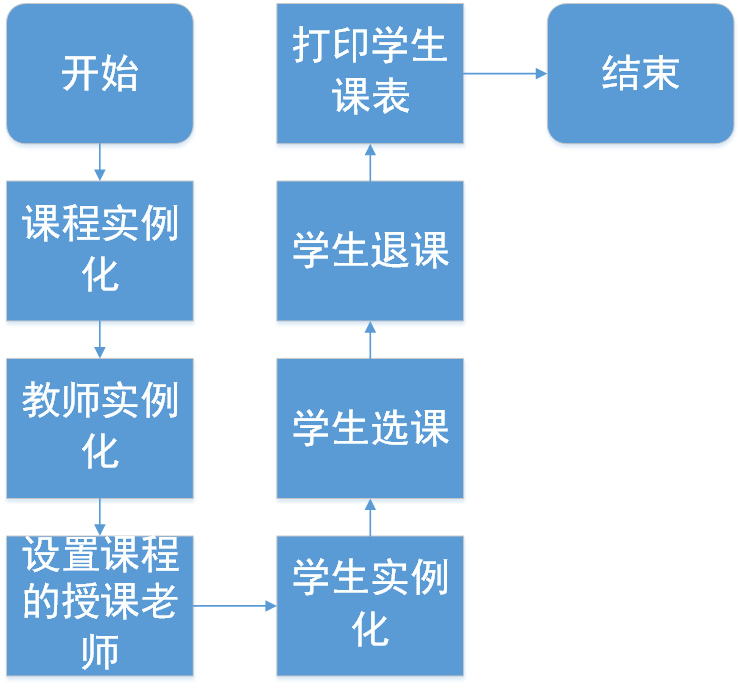 开始
课程实例
化
教师实例
化
设置课程
的授课老
师
学生实例
化
学生选课
学生退课
打印学生
课表
结束